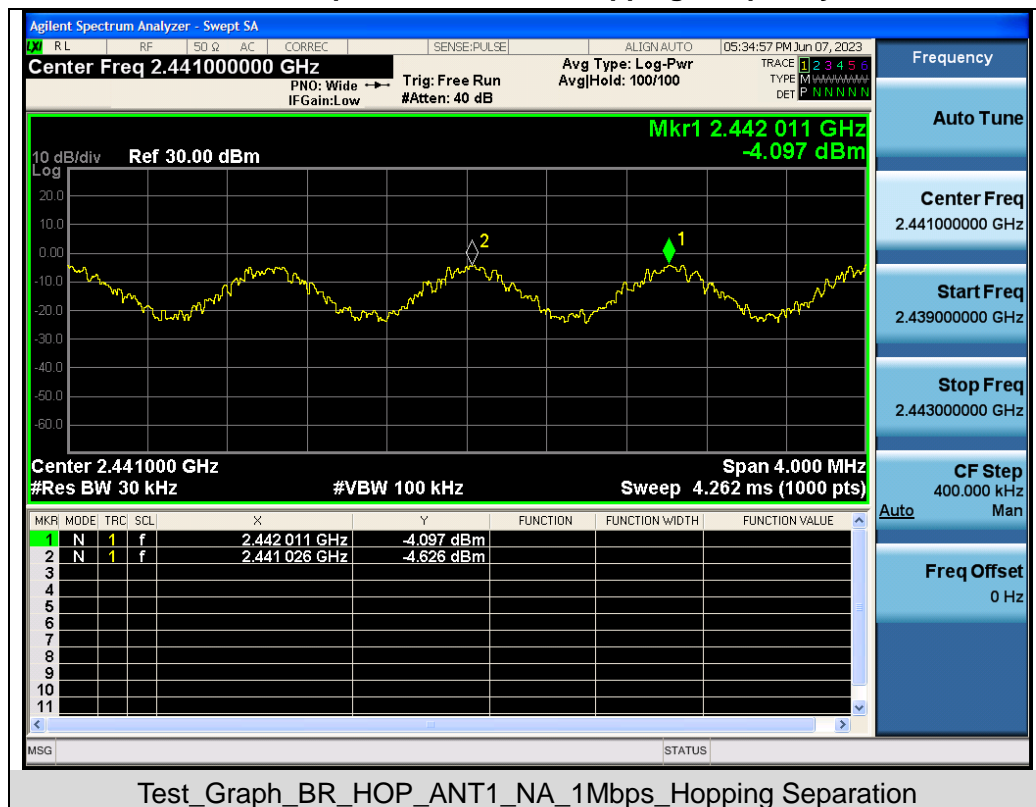 Agilent Spectrum Analyzer - Swept SA
LXI RL RF 50 Ω AC CORREC SENSE:PULSE ALIGN AUTO 05:34:57 PM Jun 07, 2023
Center Freq 2.441000000 GHz
PNO: Wide
IFGain:Low
Trig: Free Run
#Atten: 40 dB
Avg Type: Log-Pwr
Avg|Hold: 100/100
TRACE 1 2 3 4 5 6
TYPE M
DET P N N N N N
Mkr1 2.442 011 GHz
-4.097 dBm
10 dB/div Ref 30.00 dBm
Log
20.0
10.0
0.00
-10.0
-20.0
-30.0
-40.0
-50.0
-60.0
2
1
Center 2.441000 GHz Span 4.000 MHz
#Res BW 30 kHz #VBW 100 kHz Sweep 4.262 ms (1000 pts)
MKR MODE TRC SCL X Y FUNCTION FUNCTION WIDTH FUNCTION VALUE
1 N 1 f 2.442 011 GHz -4.097 dBm
2 N 1 f 2.441 026 GHz -4.626 dBm
3
4
5
6
7
8
9
10
11
MSG STATUS
Frequency
Auto Tune
Center Freq
2.441000000 GHz
Start Freq
2.439000000 GHz
Stop Freq
2.443000000 GHz
CF Step
400.000 kHz
Auto Man
Freq Offset
0 Hz
Test_Graph_BR_HOP_ANT1_NA_1Mbps_Hopping Separation